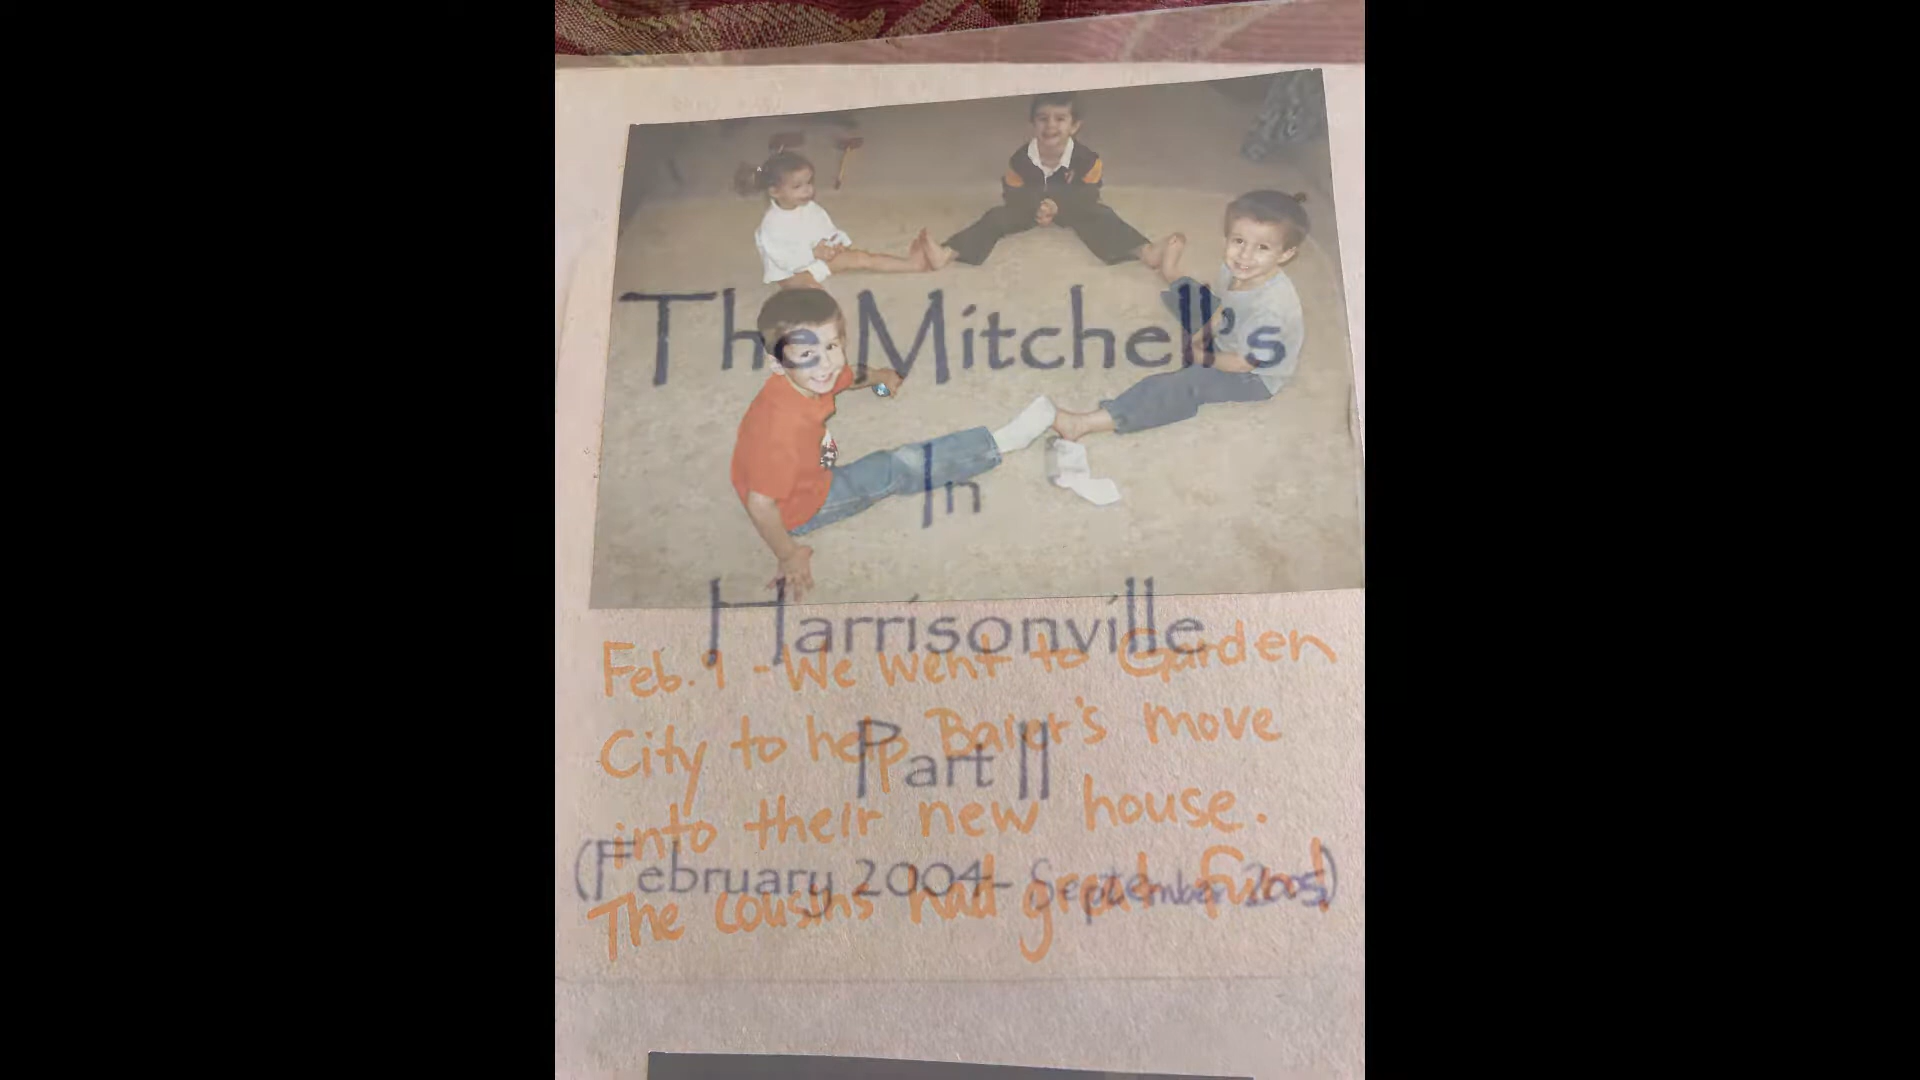 The Mitchell's
In
Harrisonville
Part II
(February 2004- September 2005)
Feb. 1 - We went to Garden
City to help Baier's move
into their new house.
The cousins had great fun!